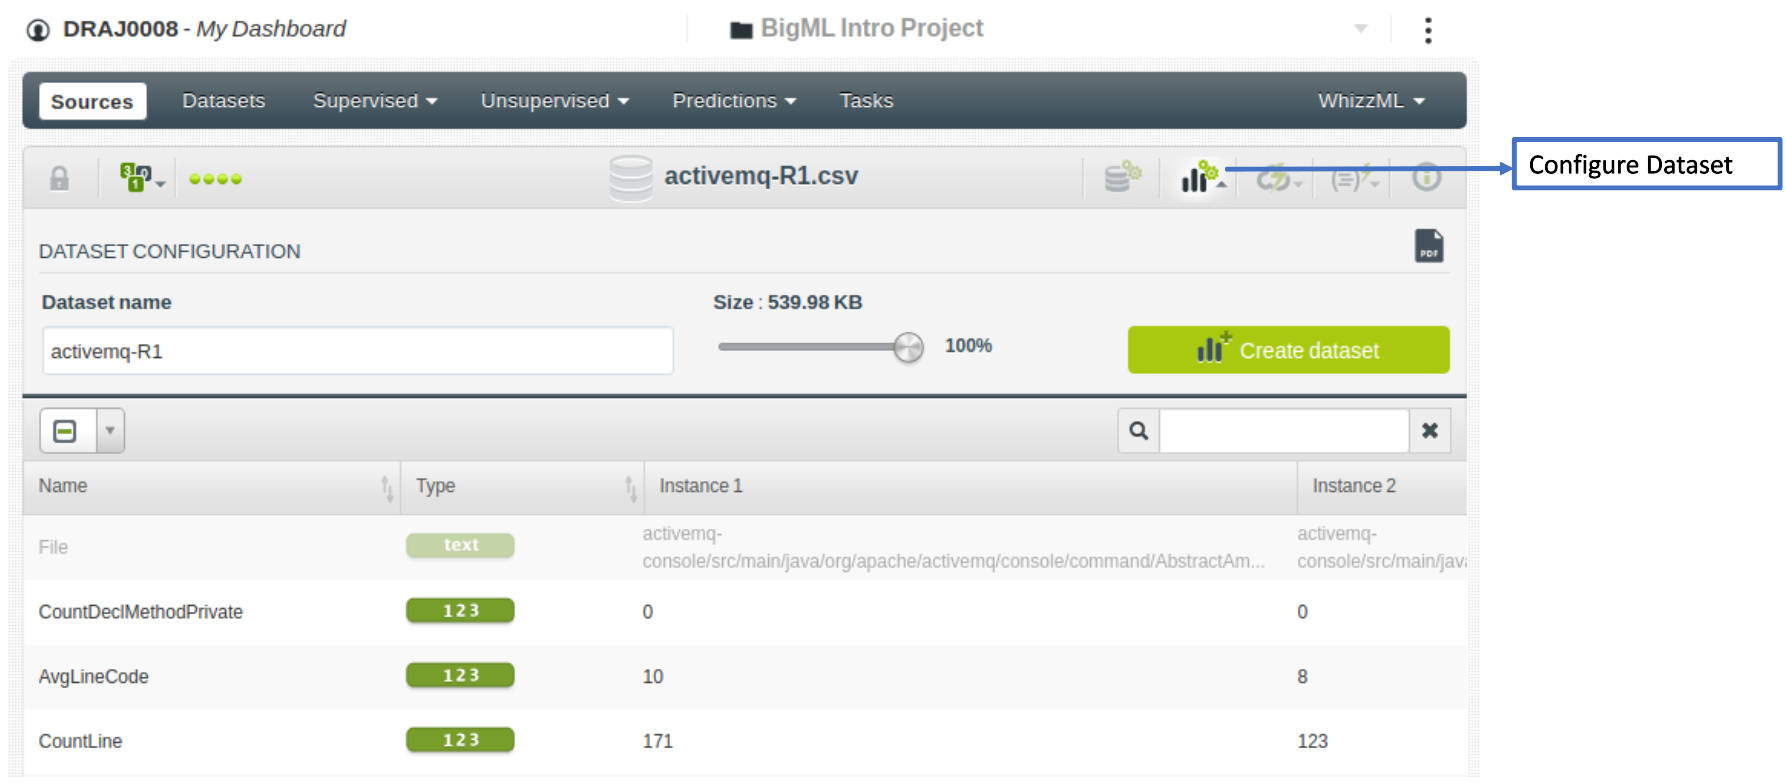 DRAJ0008 - My Dashboard
BigML Intro Project
Sources Datasets Supervised Unsupervised Predictions Tasks WhizzML
activemq-R1.csv
Configure Dataset
DATASET CONFIGURATION
PDF
Dataset name
Size : 539.98 KB
activemq-R1
100%
Create dataset
Name Type Instance 1 Instance 2
File text
activemq-
console/src/main/java/org/apache/activemq/console/command/AbstractAm...
activemq-
console/src/main/java
CountDeclMethodPrivate 123 0 0
AvgLineCode 123 10 8
CountLine 123 171 123